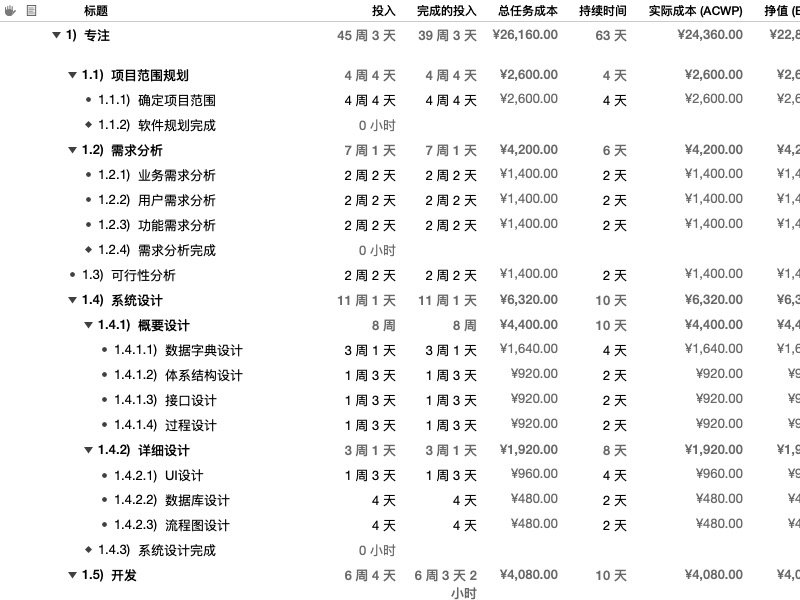 标题 投入 完成的投入 总任务成本 持续时间 实际成本 (ACWP) 挣值 (
1) 专注 45 周 3 天 39 周 3 天 ¥26,160.00 63 天 ¥24,360.00 ¥22,8
1.1) 项目范围规划 4 周 4 天 4 周 4 天 ¥2,600.00 4 天 ¥2,600.00 ¥2,6
1.1.1) 确定项目范围 4 周 4 天 4 周 4 天 ¥2,600.00 4 天 ¥2,600.00 ¥2,6
1.1.2) 软件规划完成 0 小时
1.2) 需求分析 7 周 1 天 7 周 1 天 ¥4,200.00 6 天 ¥4,200.00 ¥4,2
1.2.1) 业务需求分析 2 周 2 天 2 周 2 天 ¥1,400.00 2 天 ¥1,400.00 ¥1,4
1.2.2) 用户需求分析 2 周 2 天 2 周 2 天 ¥1,400.00 2 天 ¥1,400.00 ¥1,4
1.2.3) 功能需求分析 2 周 2 天 2 周 2 天 ¥1,400.00 2 天 ¥1,400.00 ¥1,4
1.2.4) 需求分析完成 0 小时
1.3) 可行性分析 2 周 2 天 2 周 2 天 ¥1,400.00 2 天 ¥1,400.00 ¥1,4
1.4) 系统设计 11 周 1 天 11 周 1 天 ¥6,320.00 10 天 ¥6,320.00 ¥6,3
1.4.1) 概要设计 8 周 8 周 ¥4,400.00 10 天 ¥4,400.00 ¥4,4
1.4.1.1) 数据字典设计 3 周 1 天 3 周 1 天 ¥1,640.00 4 天 ¥1,640.00 ¥1,6
1.4.1.2) 体系结构设计 1 周 3 天 1 周 3 天 ¥920.00 2 天 ¥920.00 ¥9
1.4.1.3) 接口设计 1 周 3 天 1 周 3 天 ¥920.00 2 天 ¥920.00 ¥9
1.4.1.4) 过程设计 1 周 3 天 1 周 3 天 ¥920.00 2 天 ¥920.00 ¥9
1.4.2) 详细设计 3 周 1 天 3 周 1 天 ¥1,920.00 8 天 ¥1,920.00 ¥1,9
1.4.2.1) UI设计 1 周 3 天 1 周 3 天 ¥960.00 4 天 ¥960.00 ¥9
1.4.2.2) 数据库设计 4 天 4 天 ¥480.00 2 天 ¥480.00 ¥4
1.4.2.3) 流程图设计 4 天 4 天 ¥480.00 2 天 ¥480.00 ¥4
1.4.3) 系统设计完成 0 小时
1.5) 开发 6 周 4 天 6 周 3 天 2 ¥4,080.00 10 天 ¥4,080.00 ¥4,0
小时